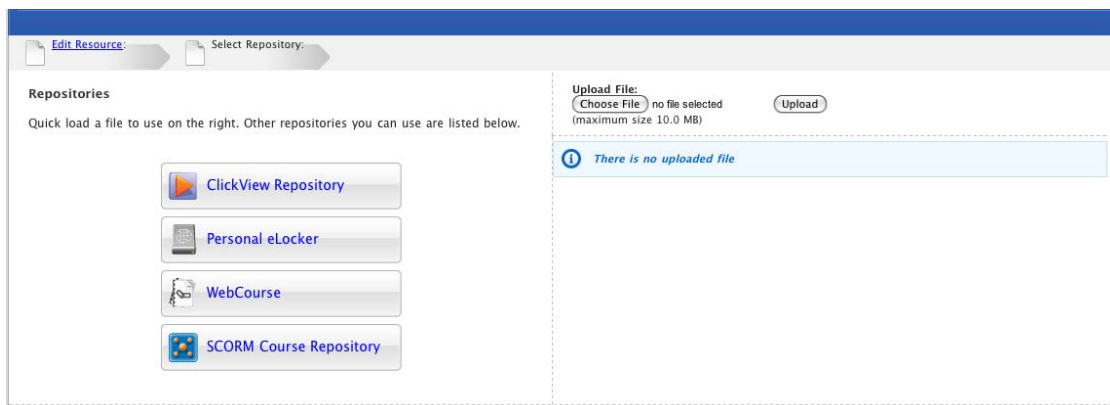 Edit Resource:
Select Repository:
Repositories
Quick load a file to use on the right. Other repositories you can use are listed below.
ClickView Repository
Personal eLocker
WebCourse
SCORM Course Repository
Upload File:
Choose File no file selected Upload
(maximum size 10.0 MB)
There is no uploaded file